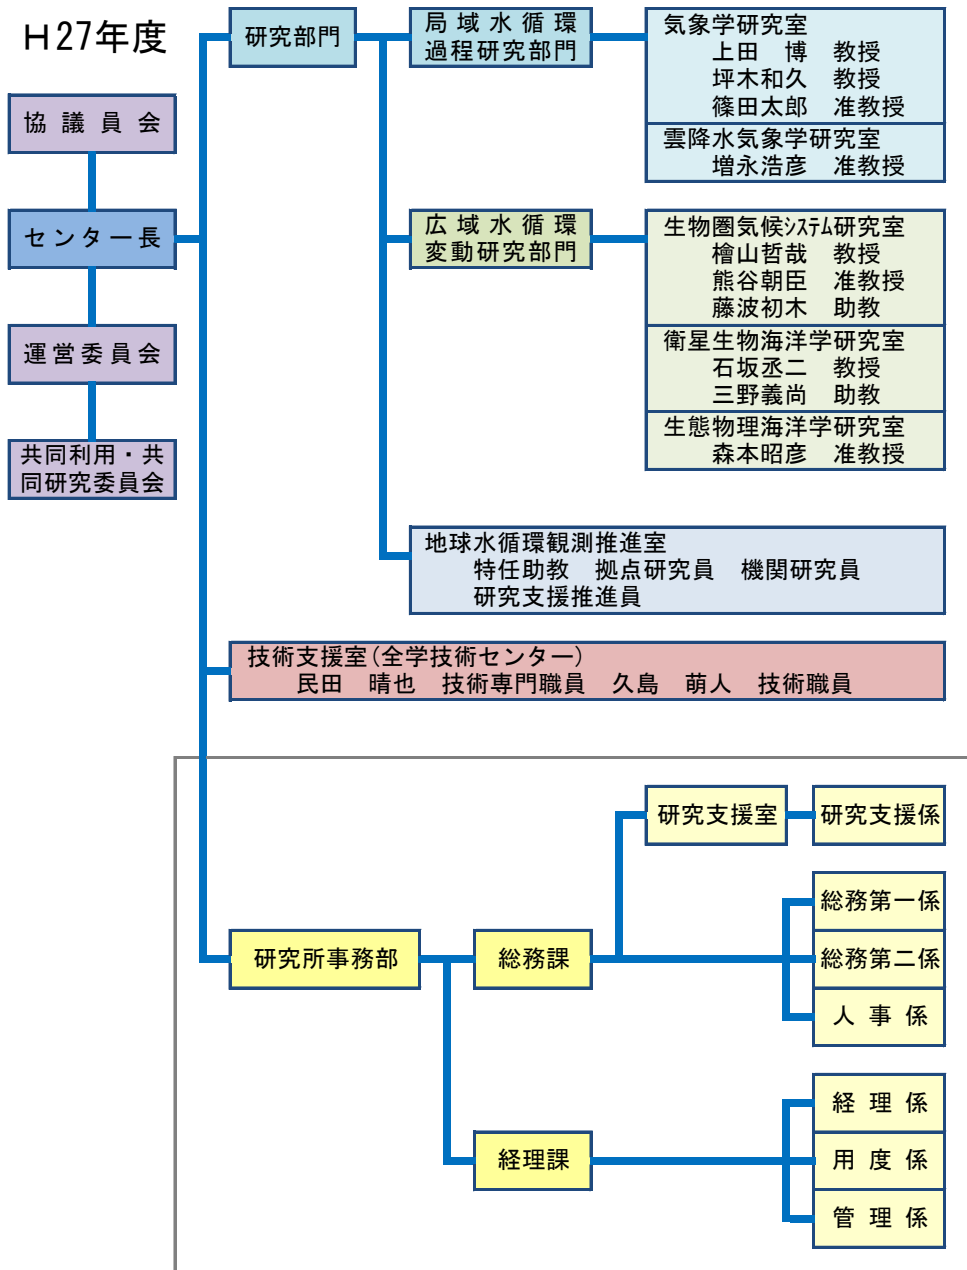 H27年度
協議員会
センター長
運営委員会
共同利用・共
同研究委員会
研究部門
局域水循環
過程研究部門
気象学研究室
上田　博　教授
坪木和久　教授
篠田太郎　准教授
雲降水気象学研究室
増永浩彦　准教授
広域水循環
変動研究部門
生物圏気候ｼｽﾃﾑ研究室
檜山哲哉　教授
熊谷朝臣　准教授
藤波初木　助教
衛星生物海洋学研究室
石坂丞二　教授
三野義尚　助教
生態物理海洋学研究室
森本昭彦　准教授
地球水循環観測推進室
特任助教　拠点研究員　機関研究員
研究支援推進員
技術支援室(全学技術センター)
民田　晴也　技術専門職員　久島　萌人　技術職員
研究所事務部
総務課
研究支援室
研究支援係
総務第一係
総務第二係
人事係
経理課
経理係
用度係
管理係